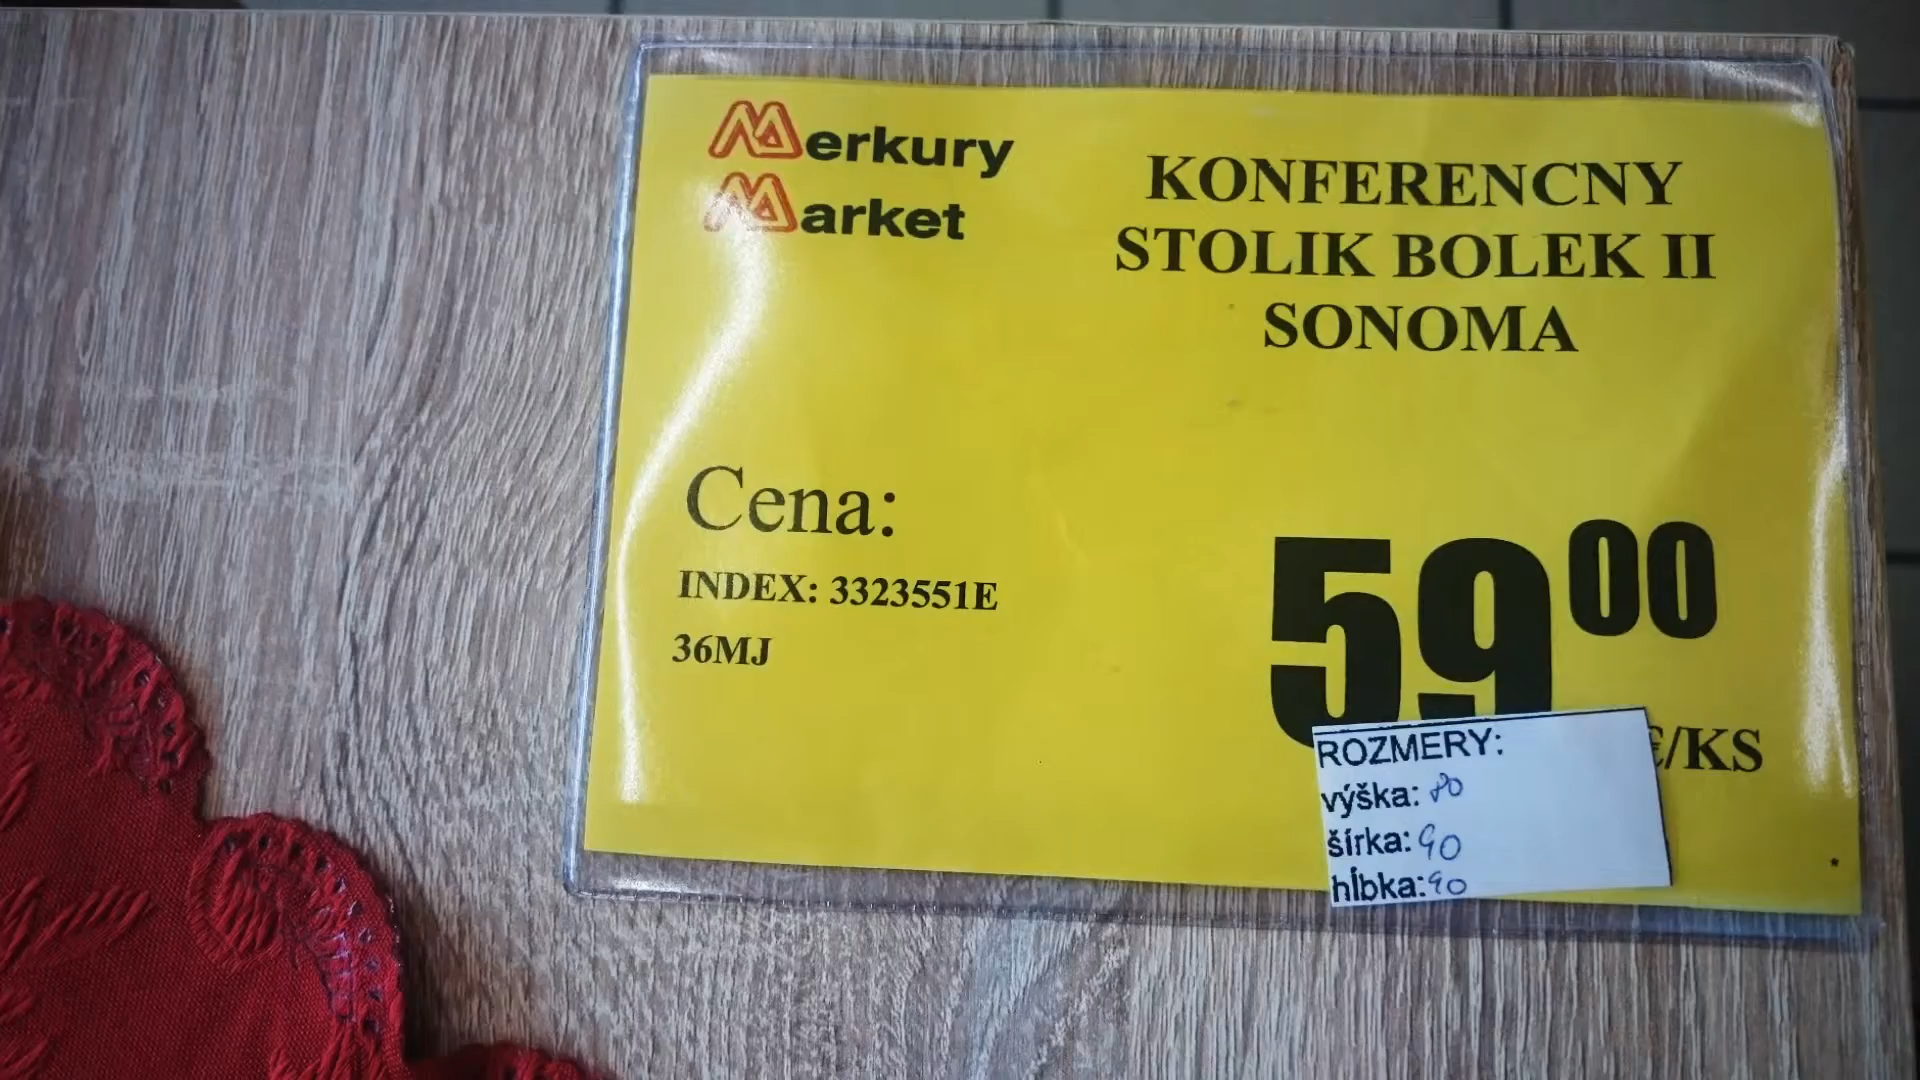 Merkury
Market
KONFERENCNY
STOLIK BOLEK II
SONOMA
Cena:
INDEX: 3323551E
36MJ
59 00
€/KS
ROZMERY:
výška:
šírka: 90
hĺbka: 90
*